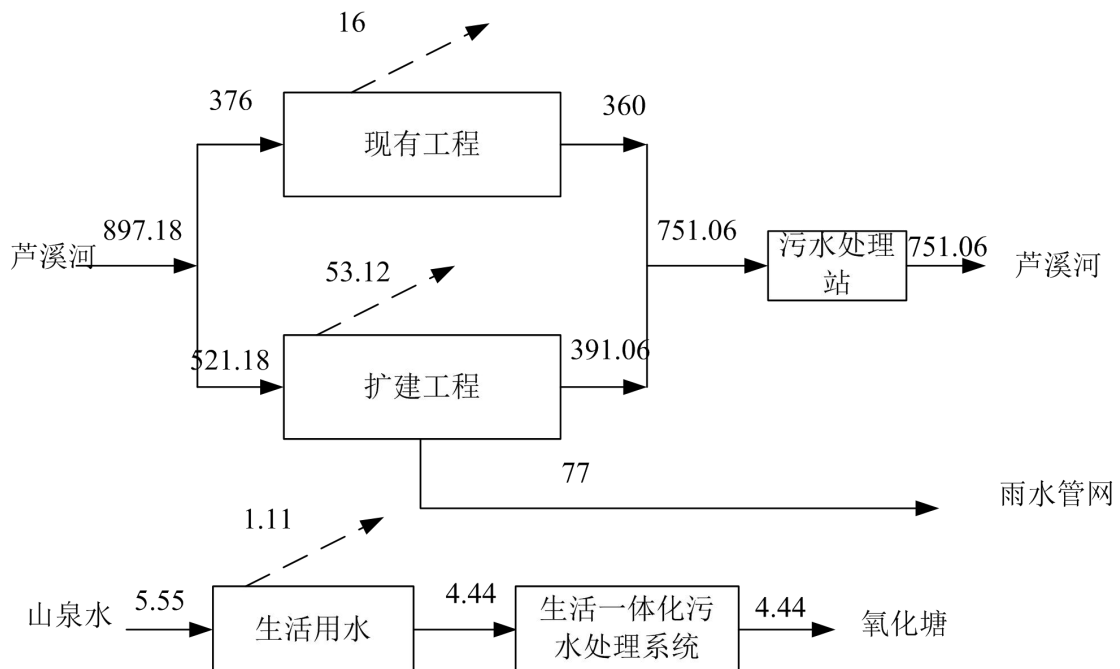 16
376
现有工程
360
芦溪河
897.18
53.12
751.06
污水处理
站
751.06
芦溪河
521.18
扩建工程
391.06
77
雨水管网
1.11
山泉水
5.55
生活用水
4.44
生活一体化污
水处理系统
4.44
氧化塘